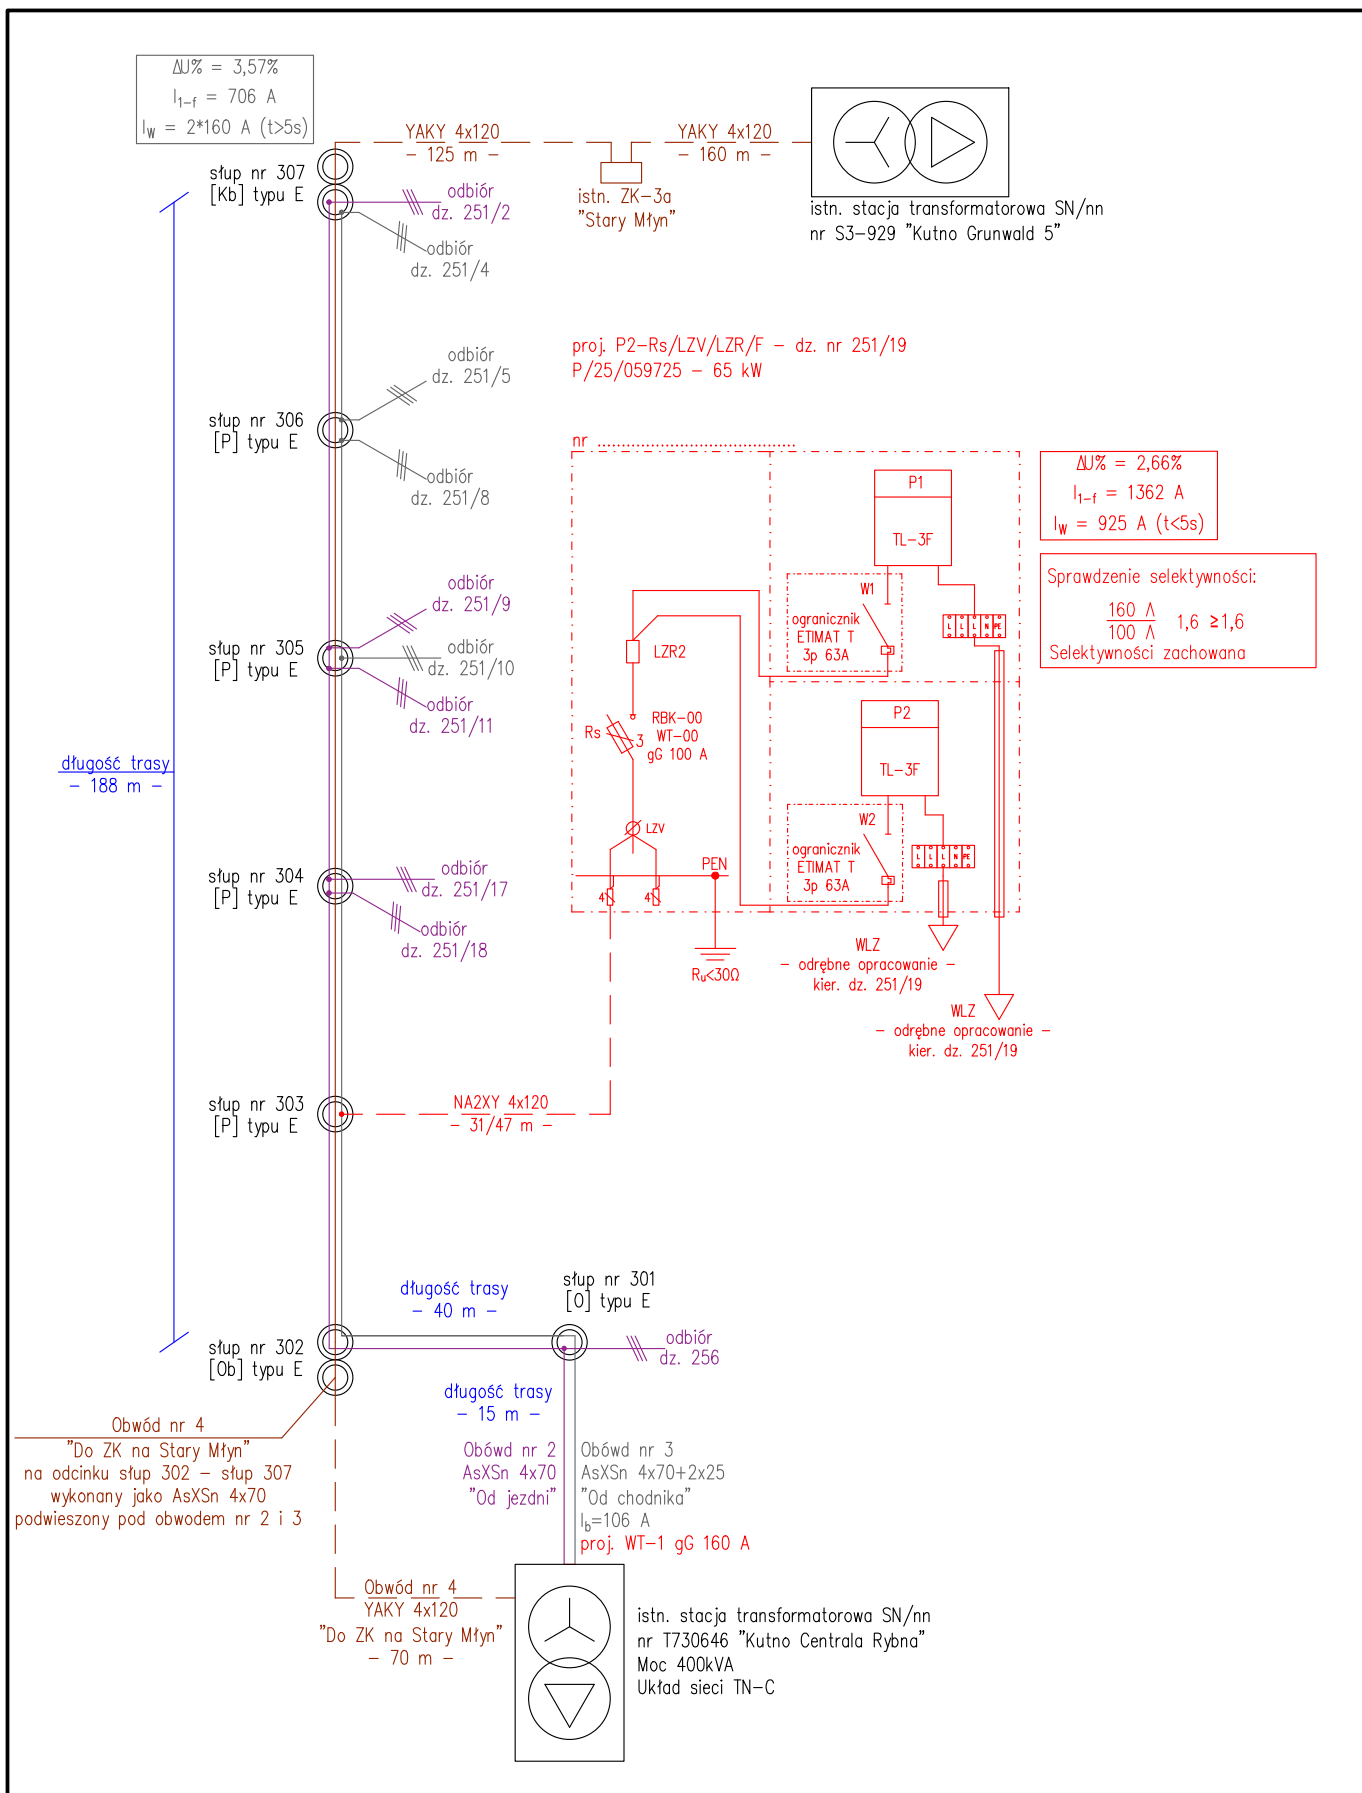 ΔU% = 3,57%
I1-f = 706 A
IW = 2*160 A (t>5s)
YAKY 4x120
- 125 m -
YAKY 4x120
- 160 m -
słup nr 307
[Kb] typu E
odbiór
dz. 251/2
odbiór
dz. 251/4
istn. ZK-3a
"Stary Młyn"
istn. stacja transformatorowa SN/nn
nr S3-929 "Kutno Grunwald 5"
proj. P2-Rs/LZV/LZR/F - dz. nr 251/19
P/25/059725 - 65 kW
odbiór
dz. 251/5
słup nr 306
[P] typu E
odbiór
dz. 251/8
nr ........................................
P1
TL-3F
W1
ogranicznik
ETIMAT T
3p 63A
L L L N PE
ΔU% = 2,66%
I1-f = 1362 A
IW = 925 A (t<5s)
Sprawdzenie selektywności:
160 A
100 A
1,6 ≥1,6
Selektywności zachowana
odbiór
dz. 251/9
słup nr 305
[P] typu E
odbiór
dz. 251/10
odbiór
dz. 251/11
LZR2
Rs
3
RBK-00
WT-00
gG 100 A
LZV
PEN
4
4
Ru<30Ω
P2
TL-3F
W2
ogranicznik
ETIMAT T
3p 63A
L L L N PE
długość trasy
- 188 m -
słup nr 304
[P] typu E
odbiór
dz. 251/17
odbiór
dz. 251/18
WLZ
- odrębne opracowanie -
kier. dz. 251/19
WLZ
- odrębne opracowanie -
kier. dz. 251/19
słup nr 303
[P] typu E
NA2XY 4x120
- 31/47 m -
długość trasy
- 40 m -
słup nr 301
[O] typu E
słup nr 302
[Ob] typu E
odbiór
dz. 256
długość trasy
- 15 m -
Obwód nr 4
"Do ZK na Stary Młyn"
na odcinku słup 302 - słup 307
wykonany jako AsXSn 4x70
podwieszony pod obwodem nr 2 i 3
Obówd nr 2
AsXSn 4x70
"Od jezdni"
Obówd nr 3
AsXSn 4x70+2x25
"Od chodnika"
Ib=106 A
proj. WT-1 gG 160 A
Obwód nr 4
YAKY 4x120
"Do ZK na Stary Młyn"
- 70 m -
istn. stacja transformatorowa SN/nn
nr T730646 "Kutno Centrala Rybna"
Moc 400kVA
Układ sieci TN-C